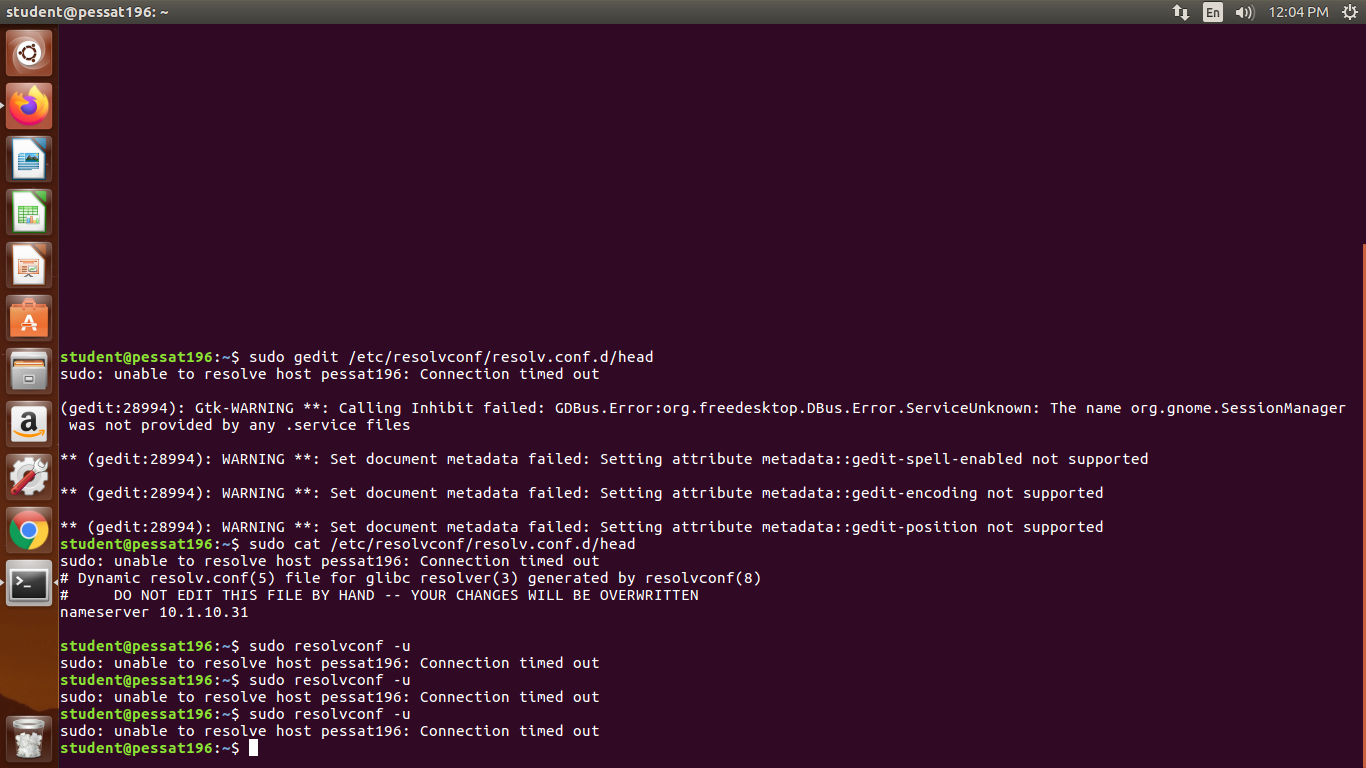 student@pessat196: ~
En
12:04 PM
student@pessat196:~$ sudo gedit /etc/resolvconf/resolv.conf.d/head
sudo: unable to resolve host pessat196: Connection timed out
(gedit:28994): Gtk-WARNING **: Calling Inhibit failed: GDBus.Error:org.freedesktop.DBus.Error.ServiceUnknown: The name org.gnome.SessionManager
 was not provided by any .service files
** (gedit:28994): WARNING **: Set document metadata failed: Setting attribute metadata::gedit-spell-enabled not supported
** (gedit:28994): WARNING **: Set document metadata failed: Setting attribute metadata::gedit-encoding not supported
** (gedit:28994): WARNING **: Set document metadata failed: Setting attribute metadata::gedit-position not supported
student@pessat196:~$ sudo cat /etc/resolvconf/resolv.conf.d/head
sudo: unable to resolve host pessat196: Connection timed out
# Dynamic resolv.conf(5) file for glibc resolver(3) generated by resolvconf(8)
#     DO NOT EDIT THIS FILE BY HAND -- YOUR CHANGES WILL BE OVERWRITTEN
nameserver 10.1.10.31
student@pessat196:~$ sudo resolvconf -u
sudo: unable to resolve host pessat196: Connection timed out
student@pessat196:~$ sudo resolvconf -u
sudo: unable to resolve host pessat196: Connection timed out
student@pessat196:~$ sudo resolvconf -u
sudo: unable to resolve host pessat196: Connection timed out
student@pessat196:~$